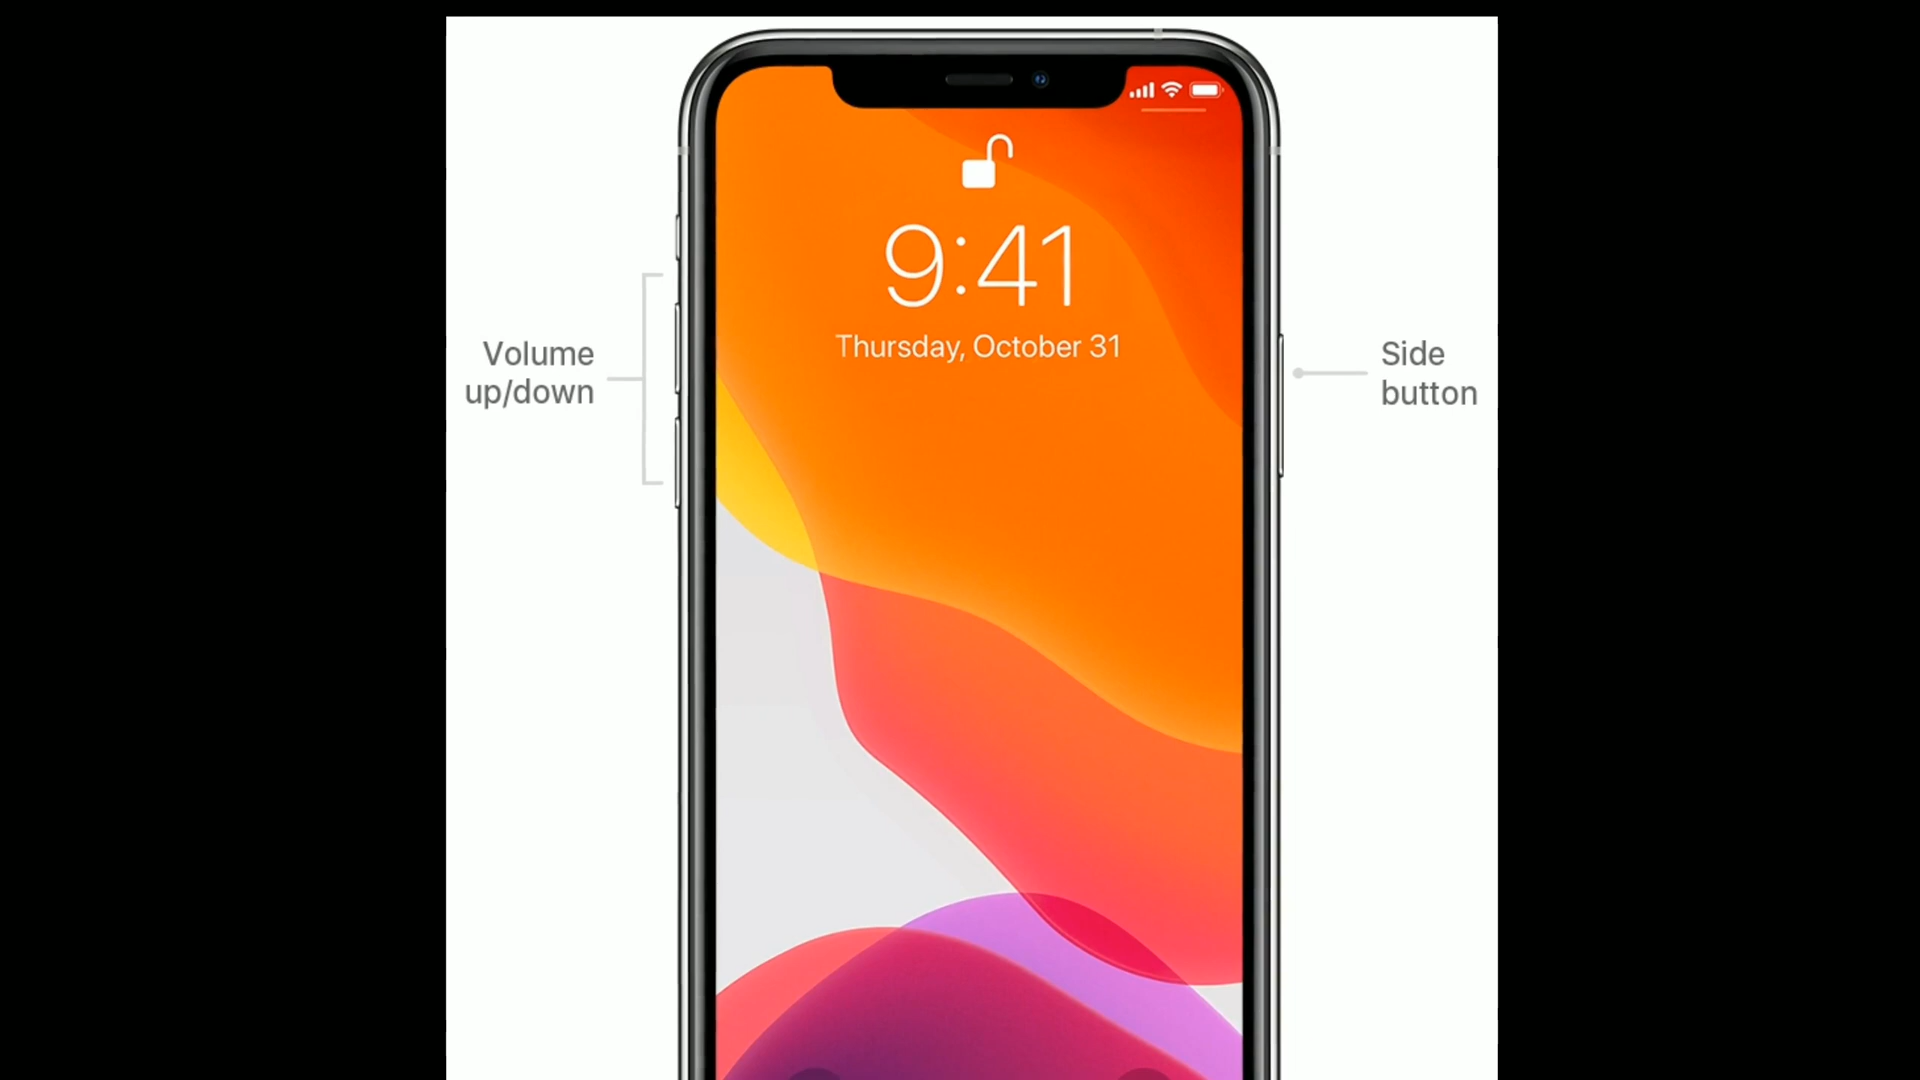 9:41
Thursday, October 31
Volume
up/down
Side
button